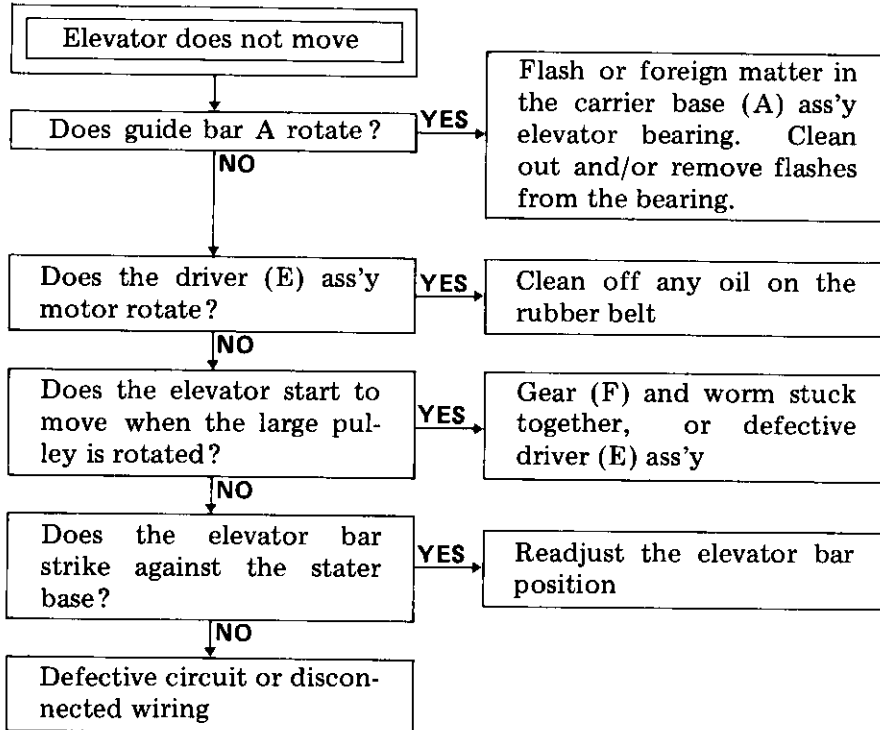 Elevator does not move
Does guide bar A rotate?
YES
Flash or foreign matter in
the carrier base (A) ass'y
elevator bearing. Clean
out and/or remove flashes
from the bearing.
NO
Does the driver (E) ass'y
motor rotate?
YES
Clean off any oil on the
rubber belt
NO
Does the elevator start to
move when the large pul-
ley is rotated?
YES
Gear (F) and worm stuck
together, or defective
driver (E) ass'y
NO
Does the elevator bar
strike against the stater
base?
YES
Readjust the elevator bar
position
NO
Defective circuit or discon-
nected wiring